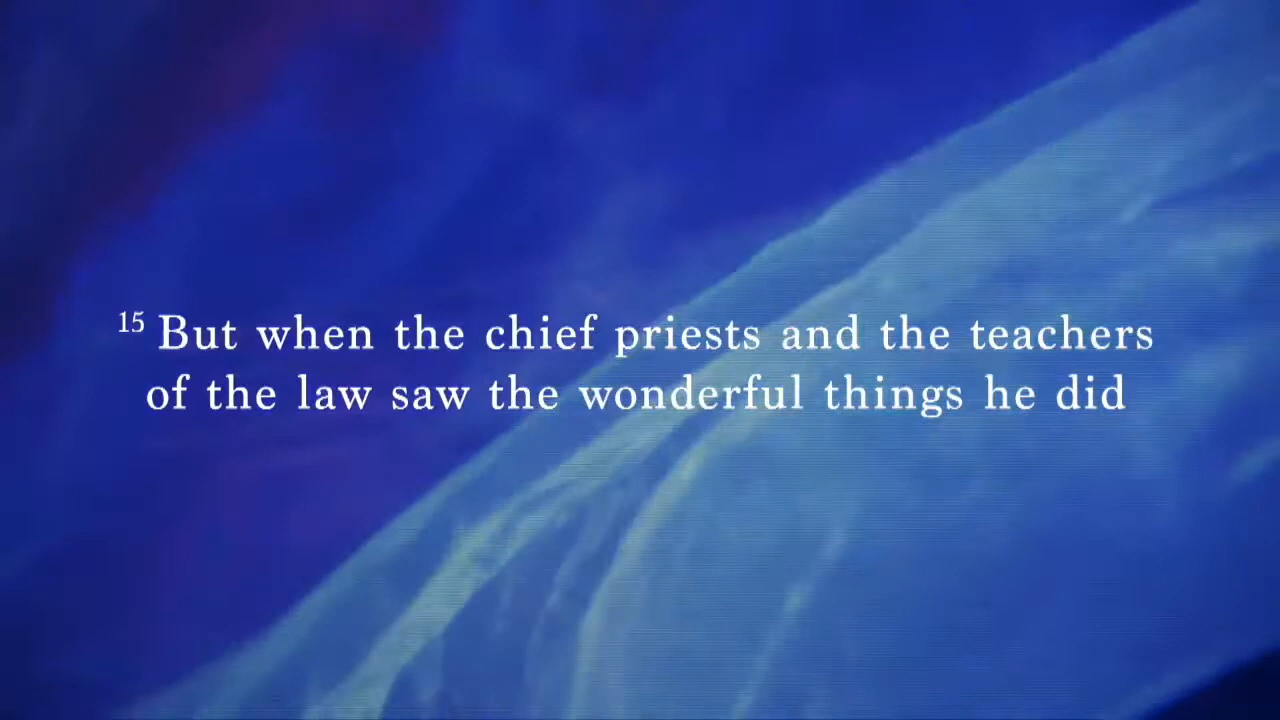 15 But when the chief priests and the teachers
of the law saw the wonderful things he did